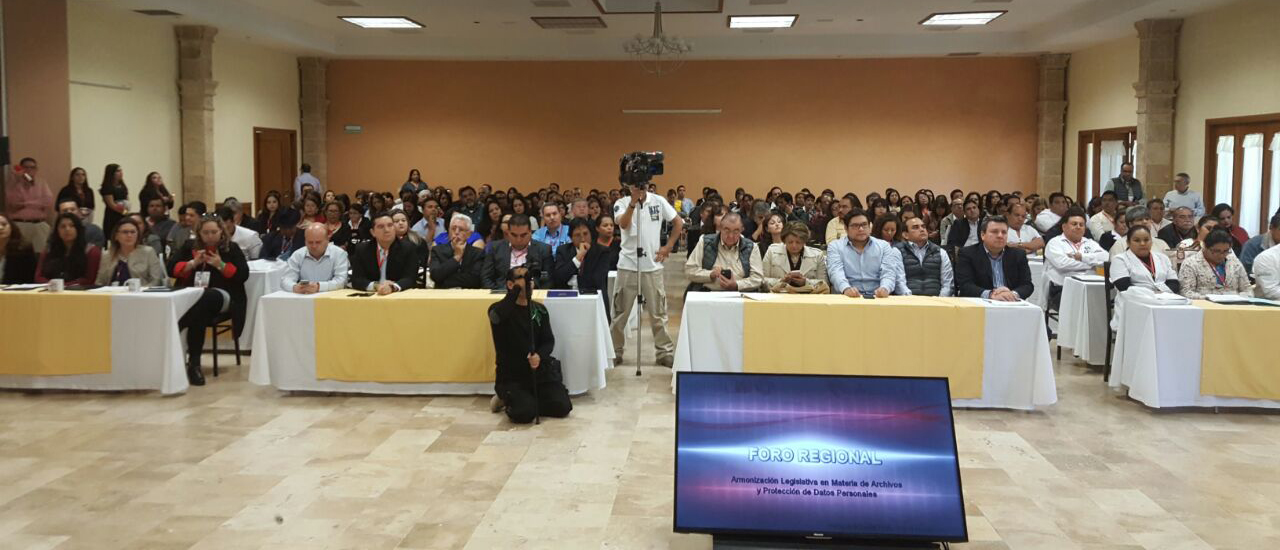 FORO REGIONAL
Armonización Legislativa en Materia de Archivos
y Protección de Datos Personales